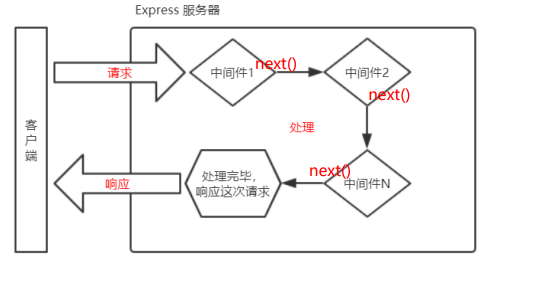 Express 服务器
请求
中间件1
next()
中间件2
next()
客
户
端
处理
next()
中间件N
处理完毕，
响应这次请求
响应